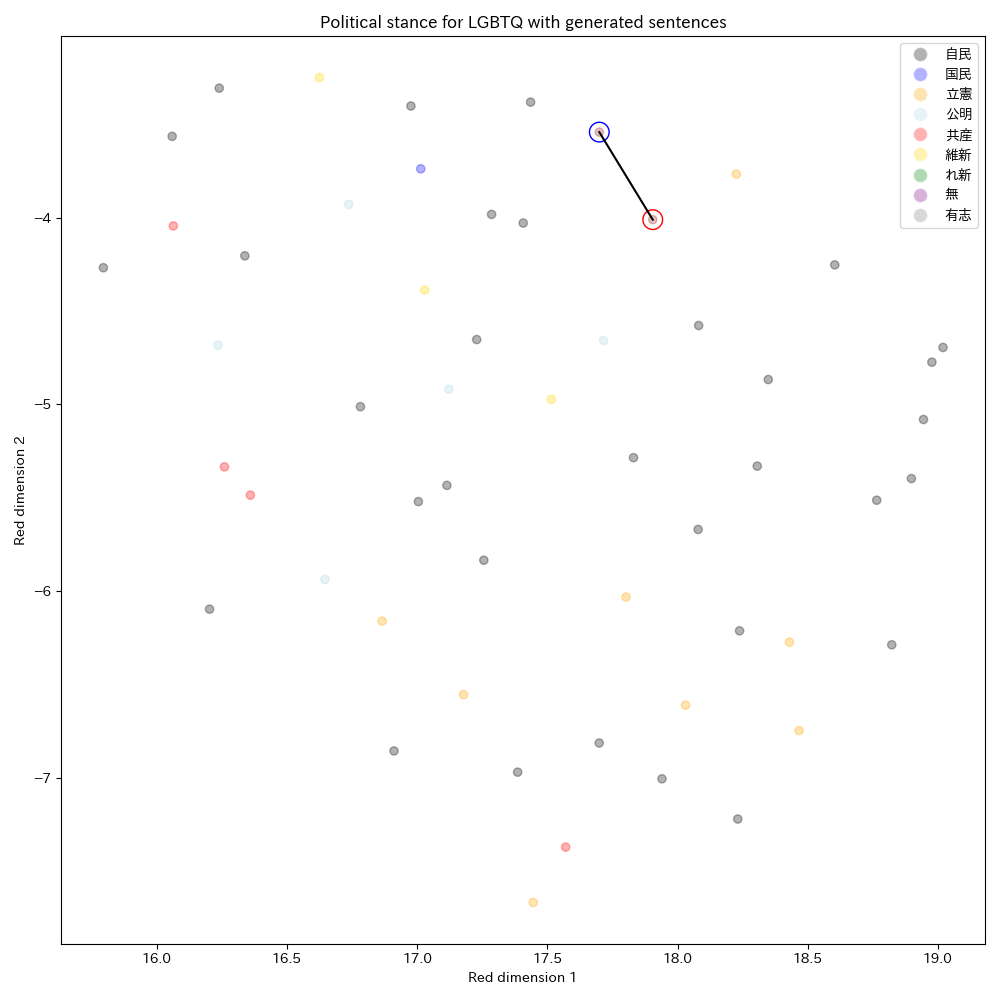 Political stance for LGBTQ with generated sentences
自民
国民
立憲
公明
共産
維新
れ新
無
有志
−4
−5
−6
−7
Red dimension 2
16.0 16.5 17.0 17.5 18.0 18.5 19.0
Red dimension 1